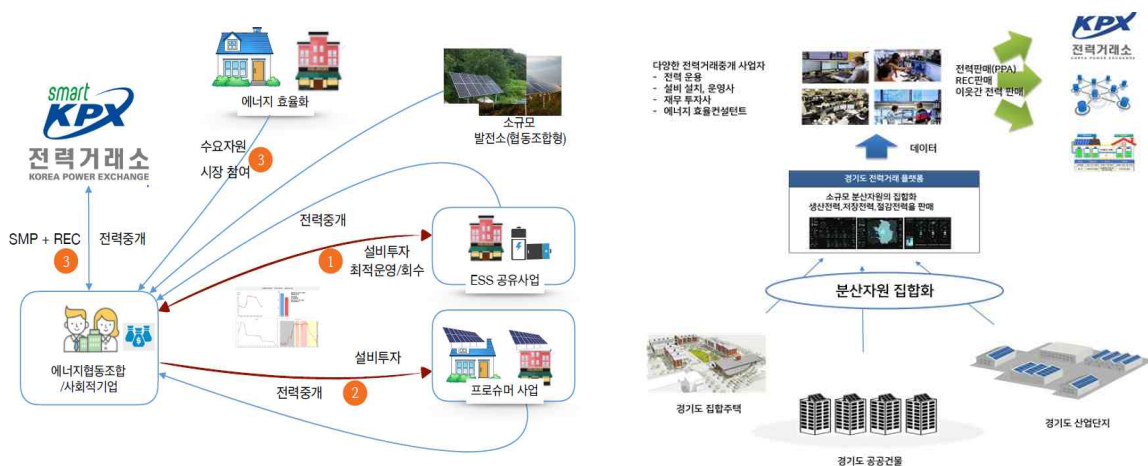 에너지 효율화
smart
KPX
전력거래소
KOREA POWER EXCHANGE
수요자원
시장 참여
3
소규모
발전소(협동조합형)
SMP + REC
3
전력중개
전력중개
1
설비투자
최적운영/회수
ESS 공유사업
에너지협동조합
/사회적기업
설비투자
전력중개
2
프로슈머 사업
다양한 전력거래중개 사업자
- 전력 운용
- 설비 설치, 운영사
- 재무 투자사
- 에너지 효율컨설턴트
전력판매(PPA)
REC판매
이웃간 전력 판매
KPX
전력거래소
KOREA POWER EXCHANGE
데이터
경기도 전력거래 플랫폼
소규모 분산자원의 집합화
생산전력,저장전력,절감전력을 판매
분산자원 집합화
경기도 집합주택
경기도 공공건물
경기도 산업단지